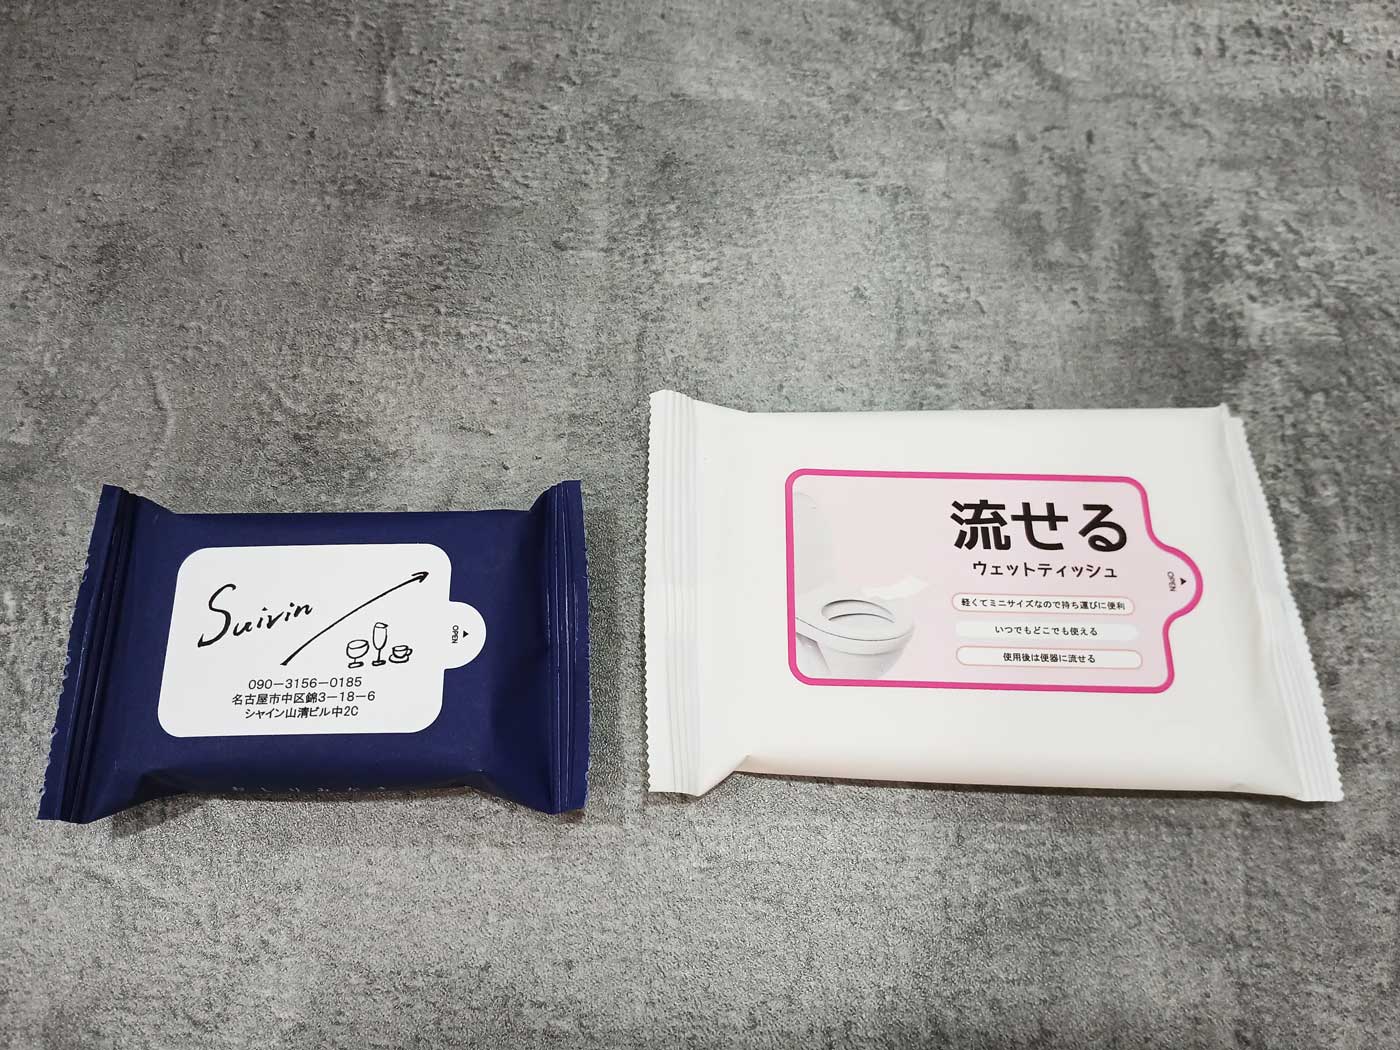 Suivin
OPEN
090-3156-0185
名古屋市中区錦3-18-6
シャイン山清ビル中2C
流せる
ウェットティッシュ
OPEN
軽くてミニサイズなので持ち運びに便利
いつでもどこでも使える
使用後は便器に流せる